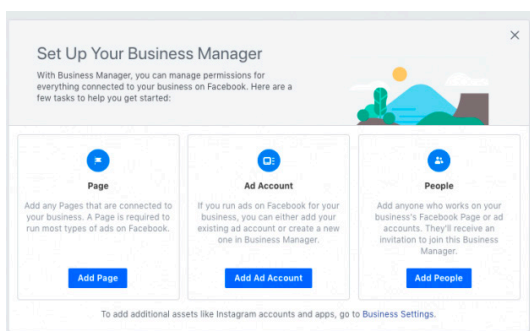 Set Up Your Business Manager
With Business Manager, you can manage permissions for
everything connected to your business on Facebook. Here are a
few tasks to help you get started:
Page
Add any Pages that are connected to
your business. A Page is required to
run most types of ads on Facebook.
Add Page
Ad Account
If you run ads on Facebook for your
business, you can either add your
existing ad account or create a new
one in Business Manager.
Add Ad Account
People
Add anyone who works on your
business's Facebook Page or ad
accounts. They'll receive an
invitation to join this Business
Manager.
Add People
To add additional assets like Instagram accounts and apps, go to Business Settings.